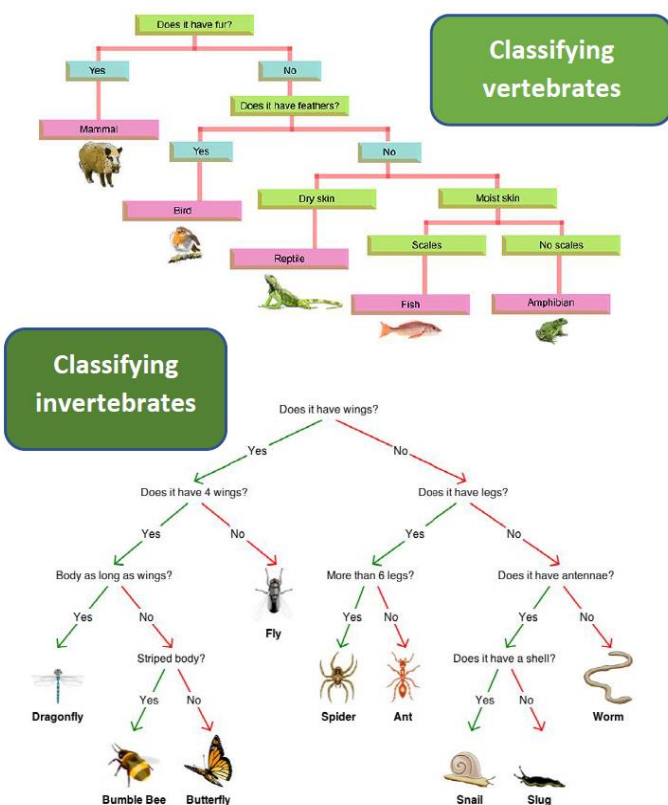 Does it have fur?
Classifying
vertebrates
Yes
No
Does it have feathers?
Mammal
Yes
No
Bird
Dry skin
Moist skin
Reptile
Scales
No scales
Fish
Amphibian
Classifying
invertebrates
Does it have wings?
Yes
No
Does it have 4 wings?
Does it have legs?
Yes
No
Yes
No
Body as long as wings?
Fly
More than 6 legs?
Does it have antennae?
Yes
No
Yes
No
Yes
No
Striped body?
Does it have a shell?
Dragonfly
Yes
No
Spider
Ant
Yes
No
Worm
Bumble Bee
Butterfly
Snail
Slug